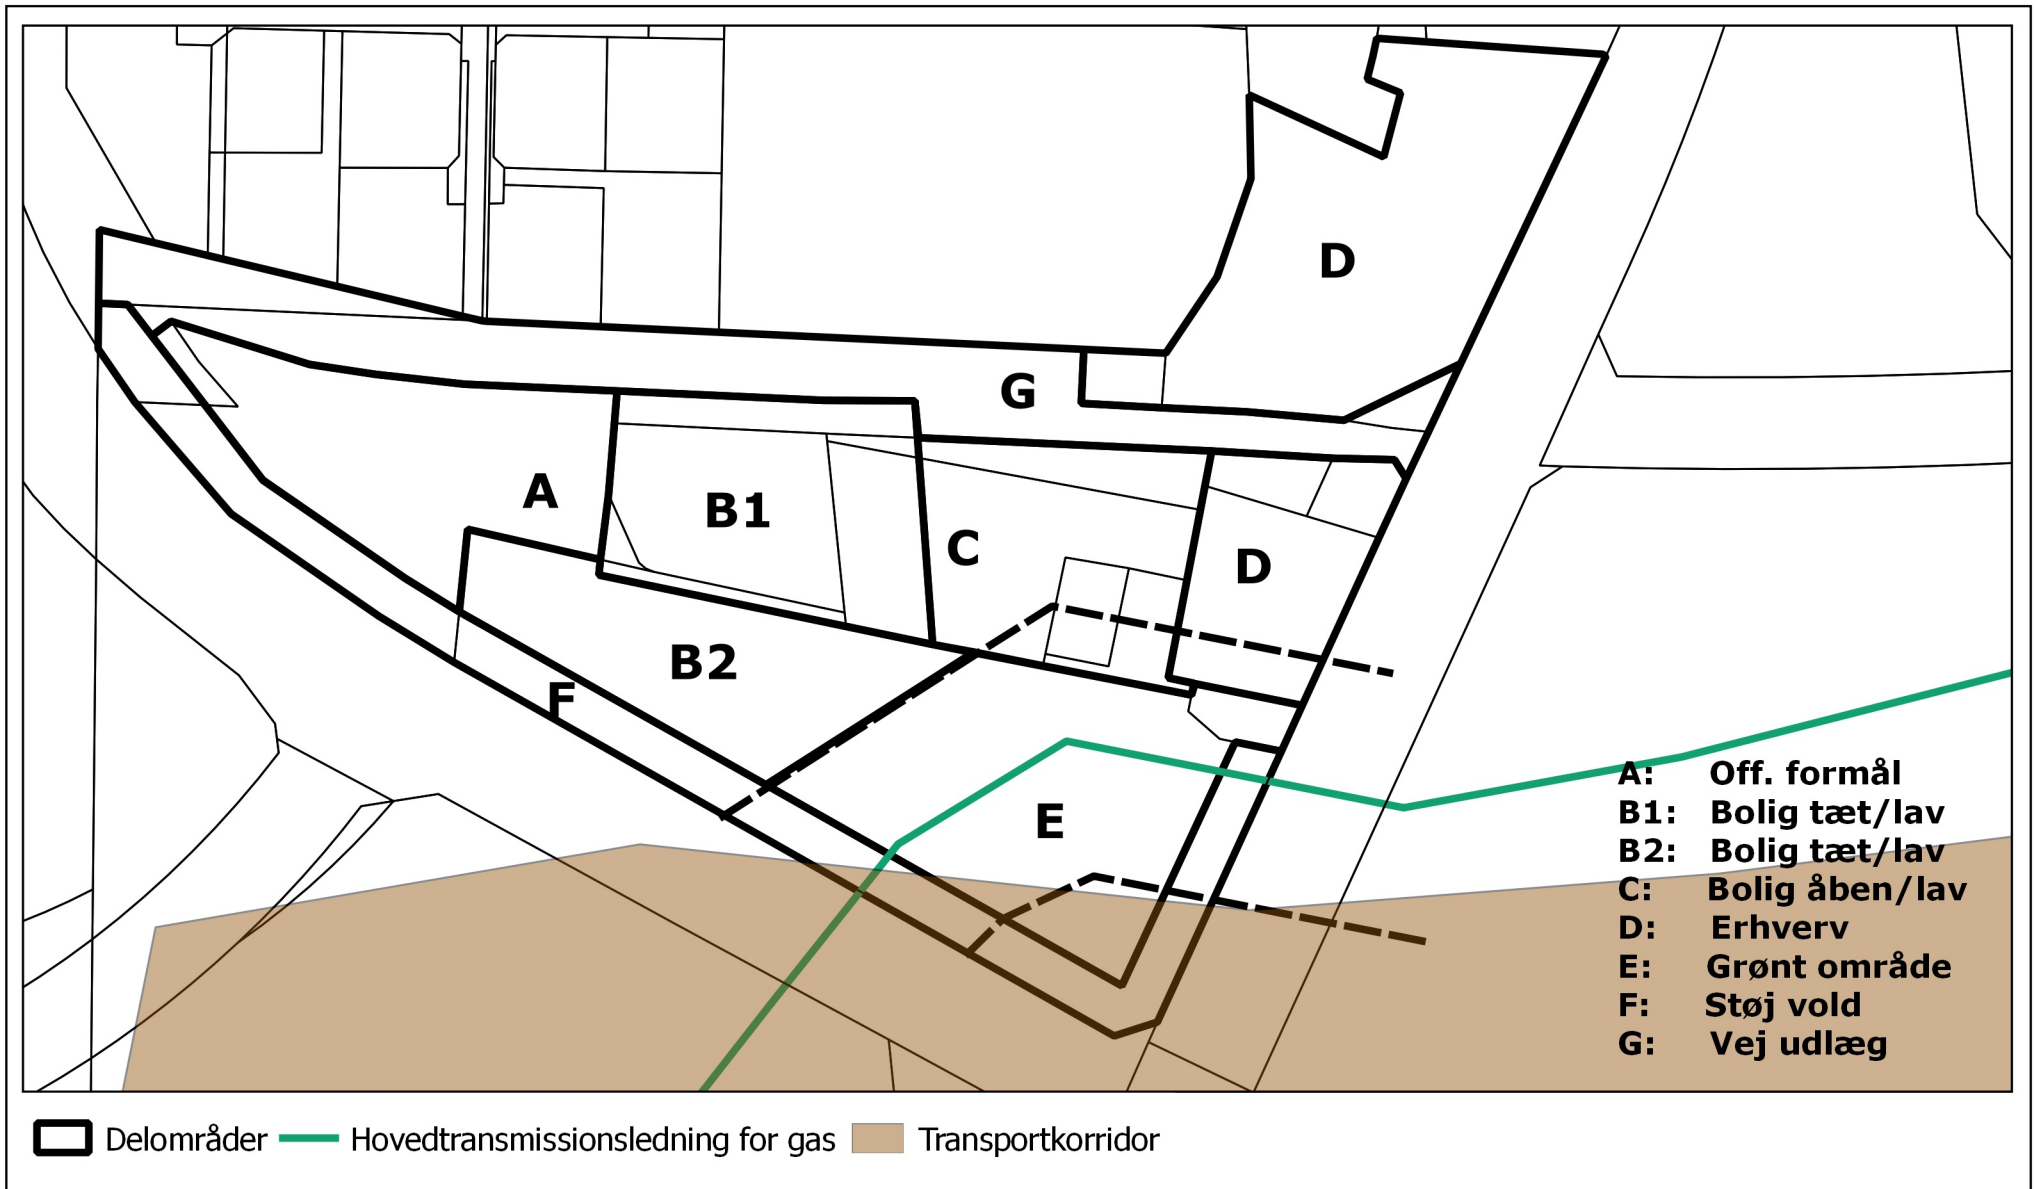 D
G
A
B1
C
D
B2
F
E
A: Off. formål
B1: Bolig tæt/lav
B2: Bolig tæt/lav
C: Bolig åben/lav
D: Erhverv
E: Grønt område
F: Støj vold
G: Vej udlæg
Delområder Hovedtransmissionsledning for gas Transportkorridor